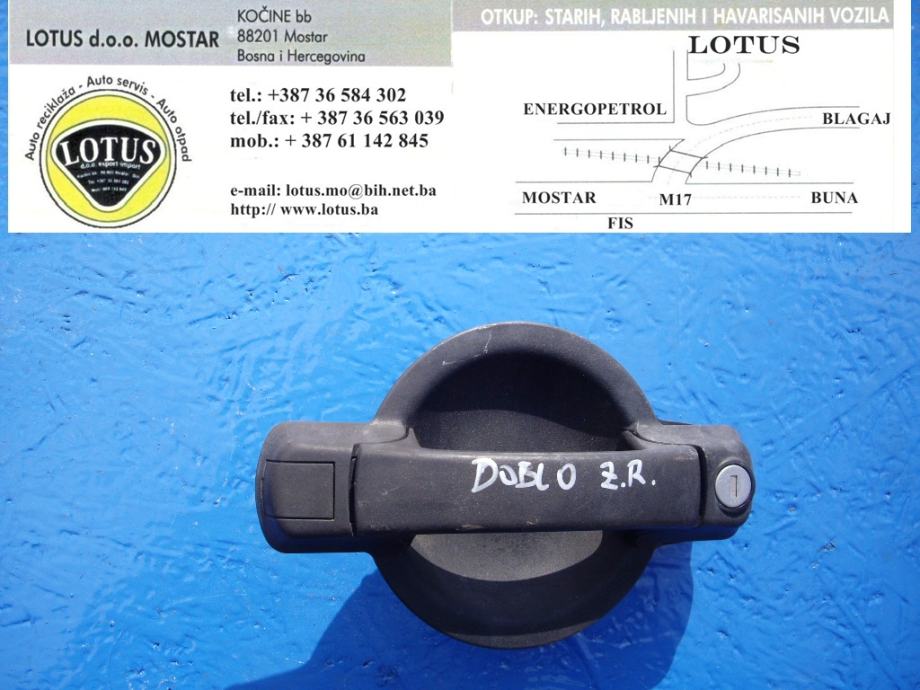 LOTUS d.o.o. MOSTAR
KOČINE bb
88201 Mostar
Bosna i Hercegovina
Auto reciklaža - Auto servis - Auto otpad
LOTUS
d.o.o. export-import
tel.: +387 36 584 302
tel./fax: + 387 36 563 039
mob.: + 387 61 142 845
e-mail: lotus.mo@bih.net.ba
http:// www.lotus.ba
OTKUP: STARIH, RABLJENIH I HAVARISANIH VOZILA
LOTUS
ENERGOPETROL
BLAGAJ
MOSTAR
M17
BUNA
FIS
DOBLO Z.R.